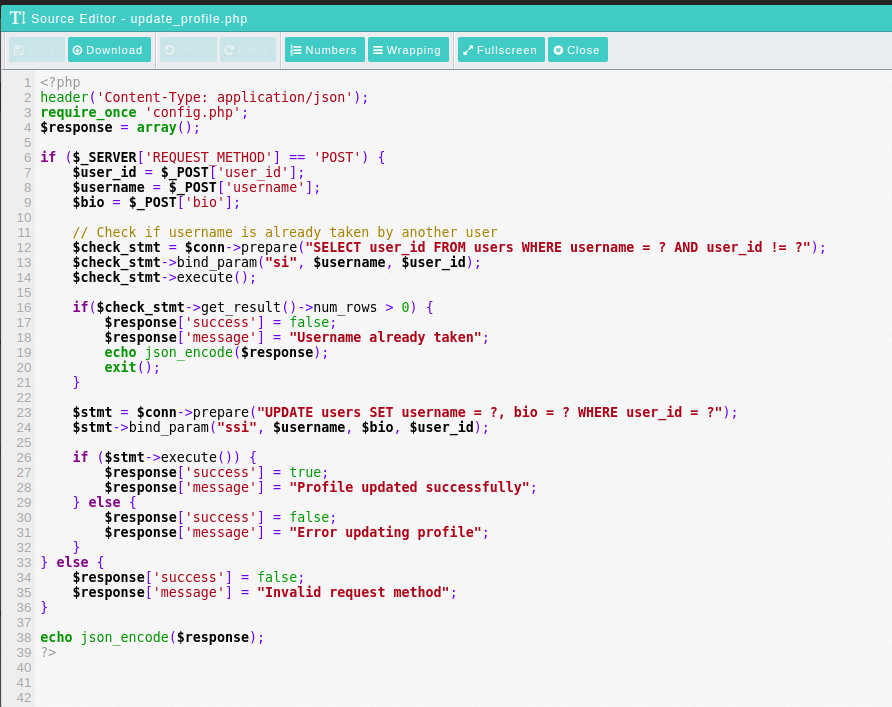 T! Source Editor - update_profile.php
Save Download Undo Redo Numbers Wrapping Fullscreen Close
1 <?php
2 header('Content-Type: application/json');
3 require_once 'config.php';
4 $response = array();
5
6 if ($_SERVER['REQUEST_METHOD'] == 'POST') {
7     $user_id = $_POST['user_id'];
8     $username = $_POST['username'];
9     $bio = $_POST['bio'];
10
11     // Check if username is already taken by another user
12     $check_stmt = $conn->prepare("SELECT user_id FROM users WHERE username = ? AND user_id != ?");
13     $check_stmt->bind_param("si", $username, $user_id);
14     $check_stmt->execute();
15
16     if($check_stmt->get_result()->num_rows > 0) {
17         $response['success'] = false;
18         $response['message'] = "Username already taken";
19         echo json_encode($response);
20         exit();
21     }
22
23     $stmt = $conn->prepare("UPDATE users SET username = ?, bio = ? WHERE user_id = ?");
24     $stmt->bind_param("ssi", $username, $bio, $user_id);
25
26     if ($stmt->execute()) {
27         $response['success'] = true;
28         $response['message'] = "Profile updated successfully";
29     } else {
30         $response['success'] = false;
31         $response['message'] = "Error updating profile";
32     }
33 } else {
34     $response['success'] = false;
35     $response['message'] = "Invalid request method";
36 }
37
38 echo json_encode($response);
39 ?>
40
41
42